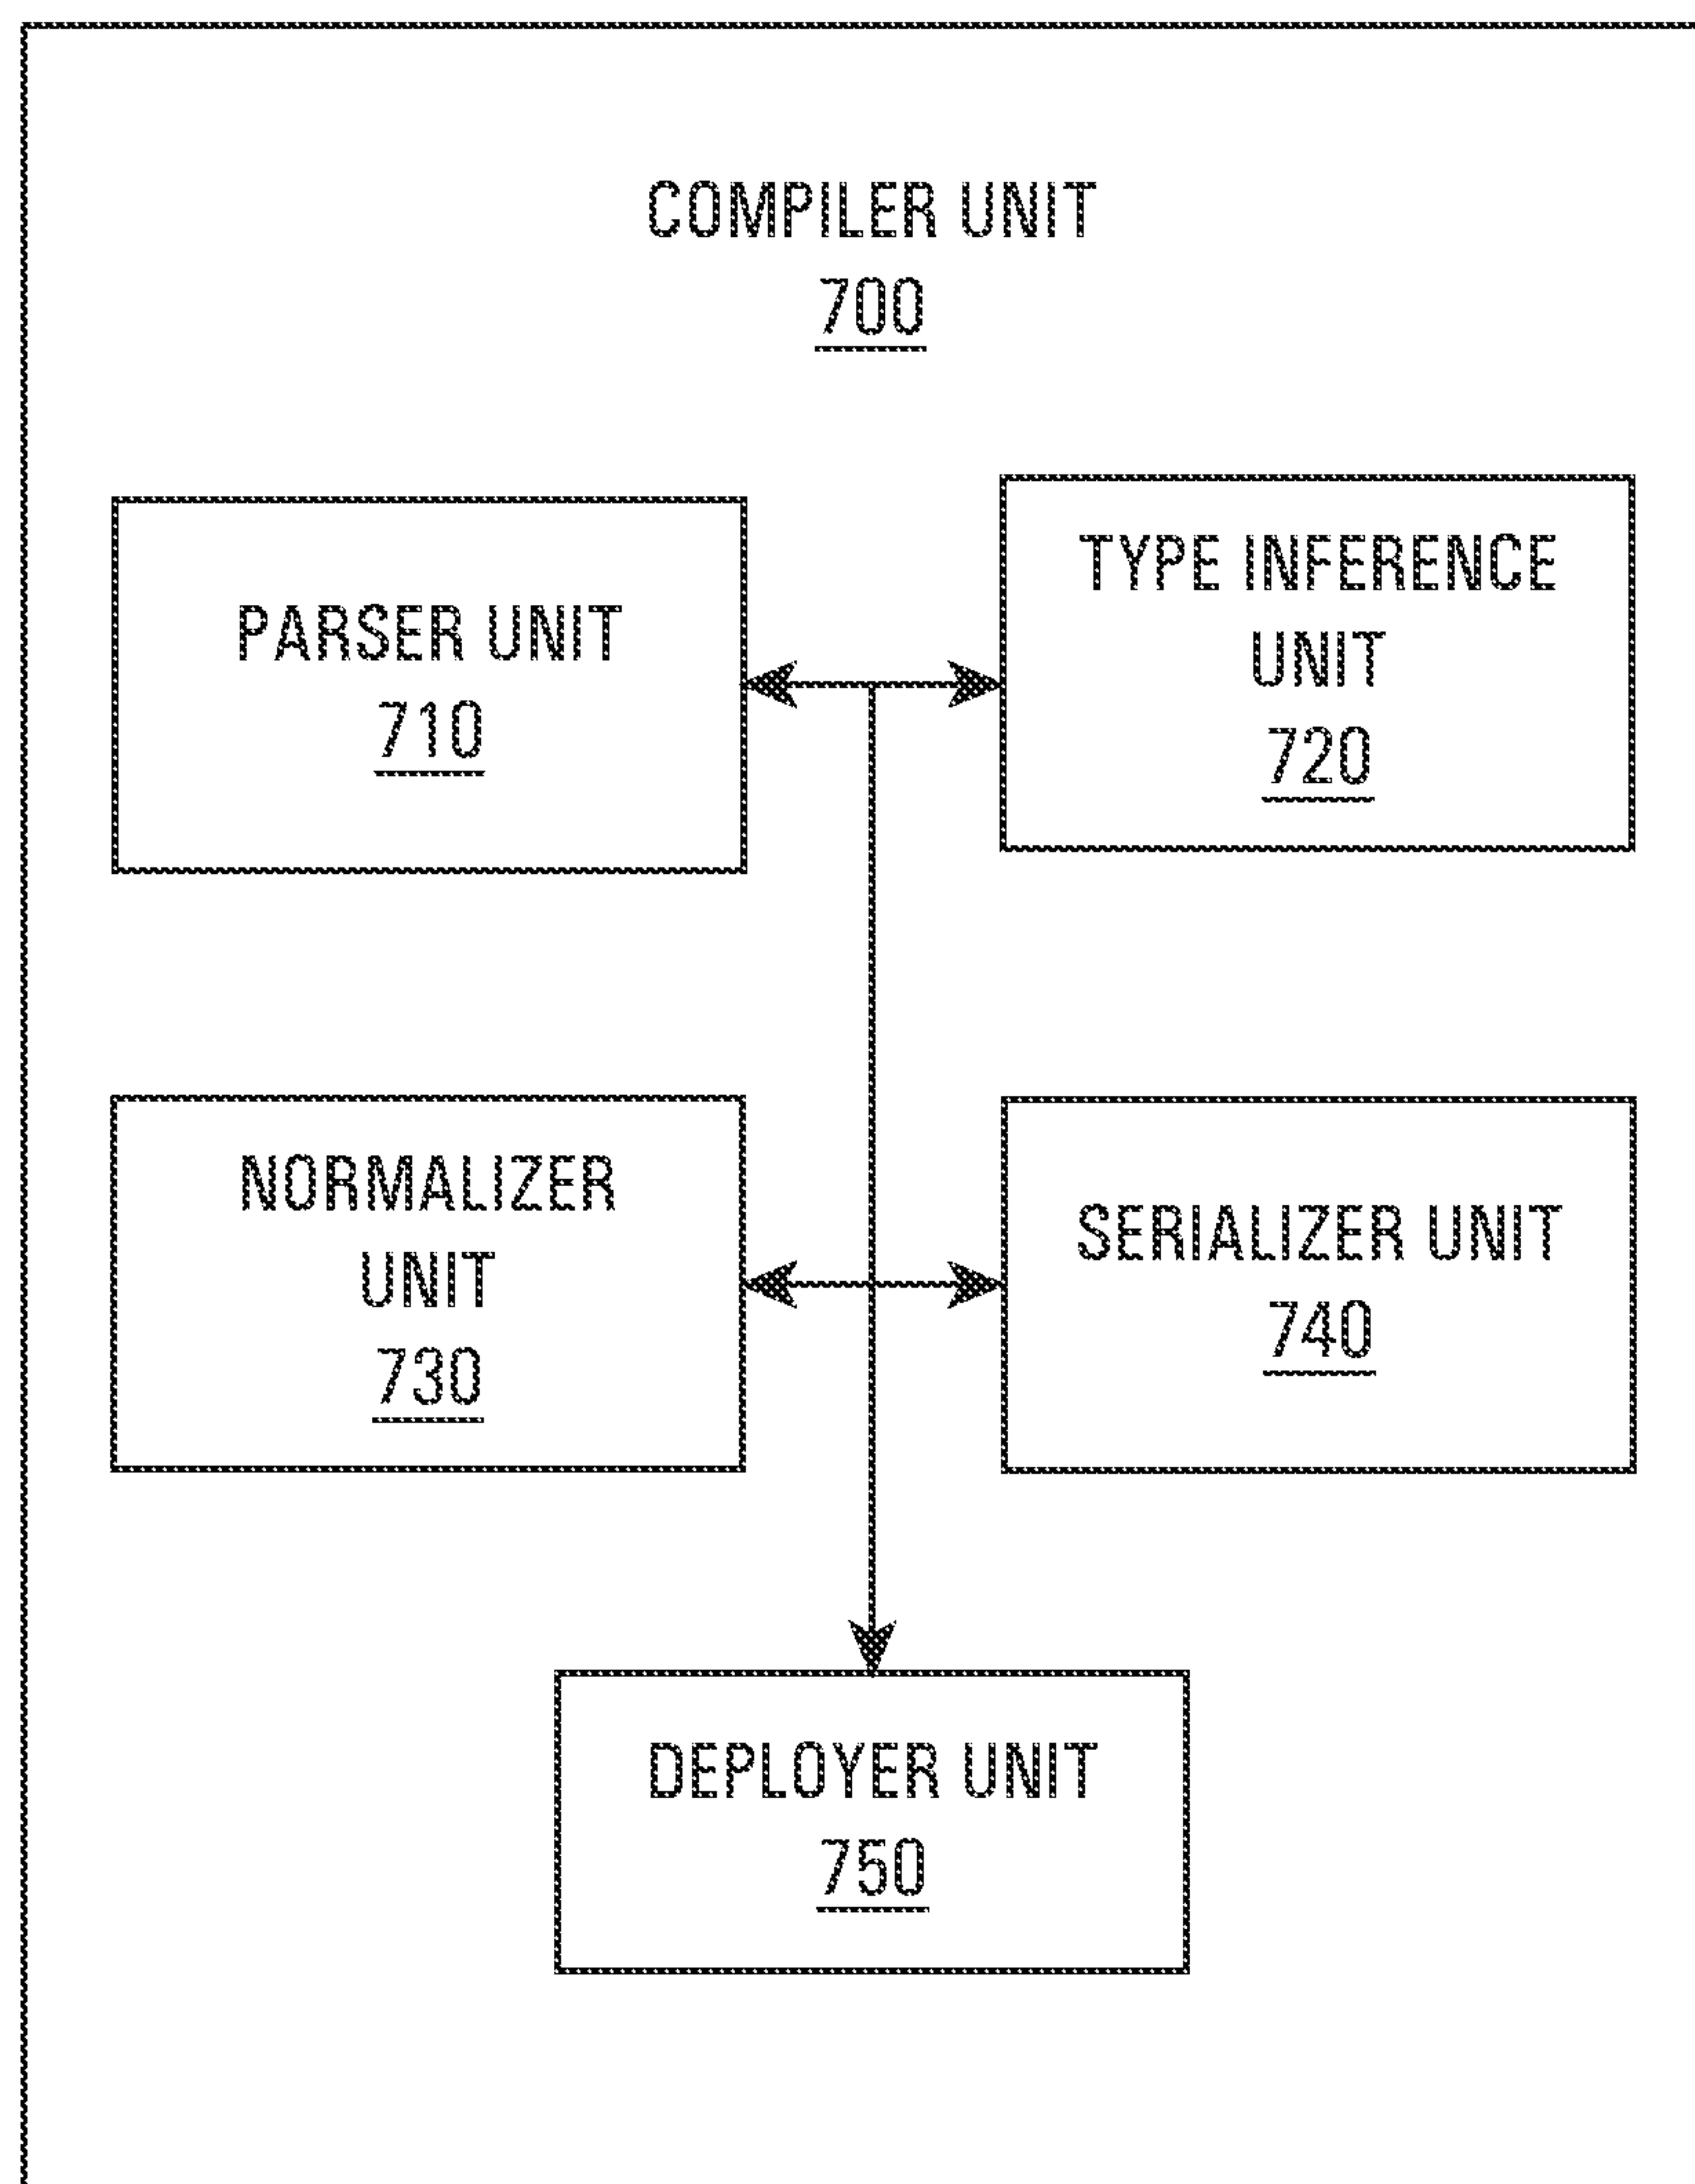 COMPILER UNIT
700
PARSER UNIT
710
TYPE INFERENCE
UNIT
720
NORMALIZER
UNIT
730
SERIALIZER UNIT
740
DEPLOYER UNIT
750